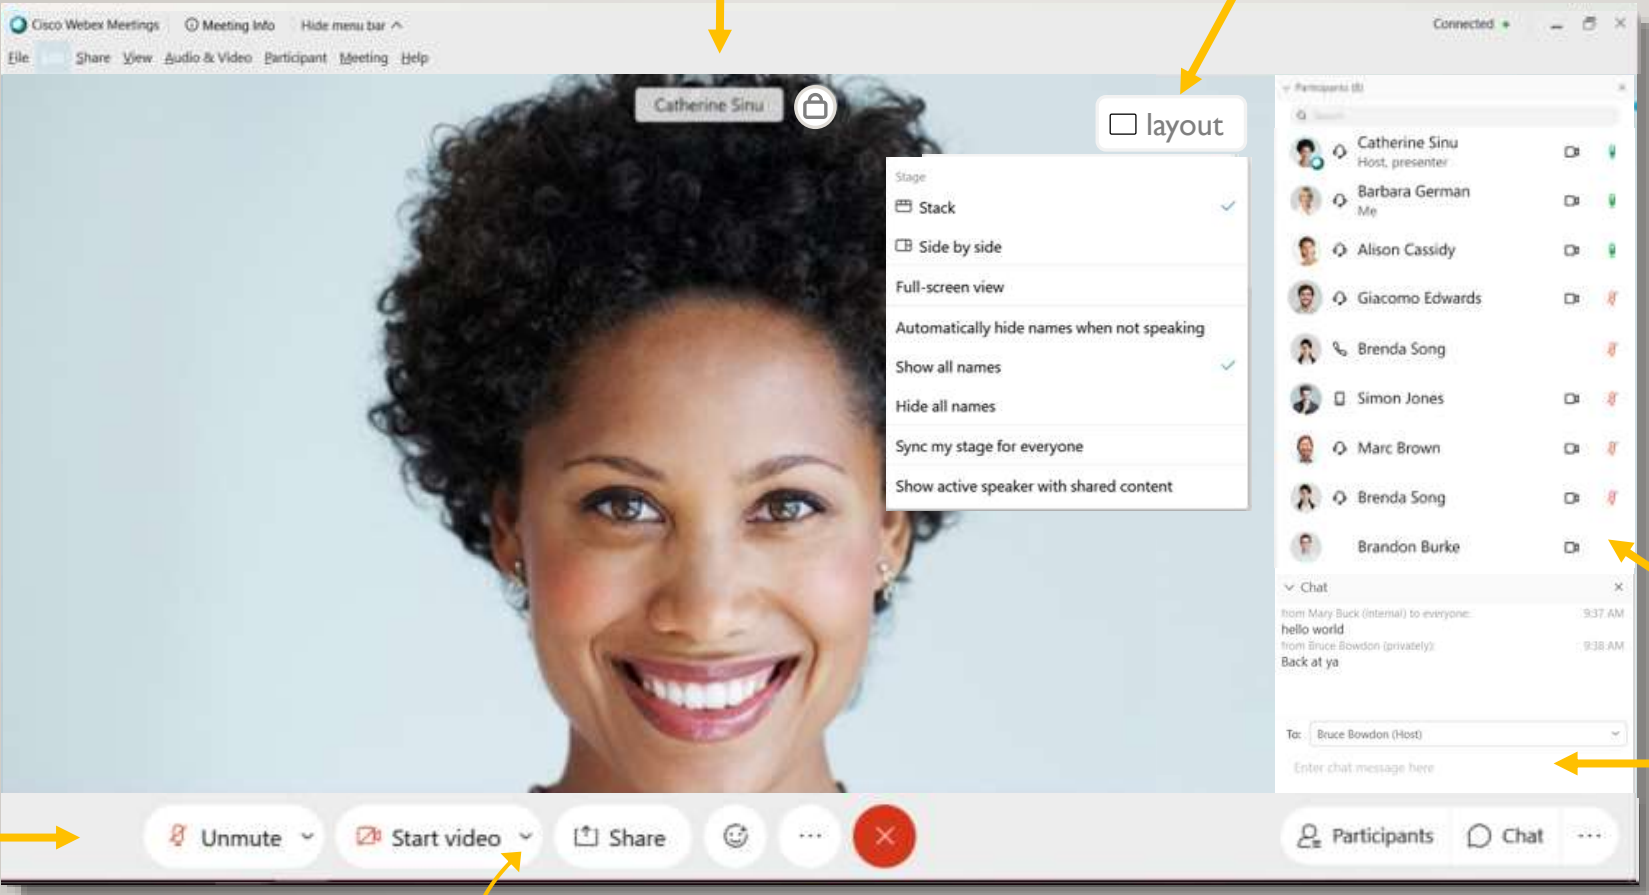 Cisco Webex Meetings Meeting Info Hide menu bar Connected
File Share View Audio & Video Participant Meeting Help
Catherine Sinu
layout
Stage
Stack
Side by side
Full-screen view
Automatically hide names when not speaking
Show all names
Hide all names
Sync my stage for everyone
Show active speaker with shared content
Participants (8)
Search
Catherine Sinu
Host, presenter
Barbara German
Me
Alison Cassidy
Giacomo Edwards
Brenda Song
Simon Jones
Marc Brown
Brenda Song
Brandon Burke
Chat
from Mary Buck (internal) to everyone: 9:37 AM
hello world
from Bruce Bowdon (privately): 9:38 AM
Back at ya
To: Bruce Bowdon (Host)
Enter chat message here
Unmute Start video Share Participants Chat